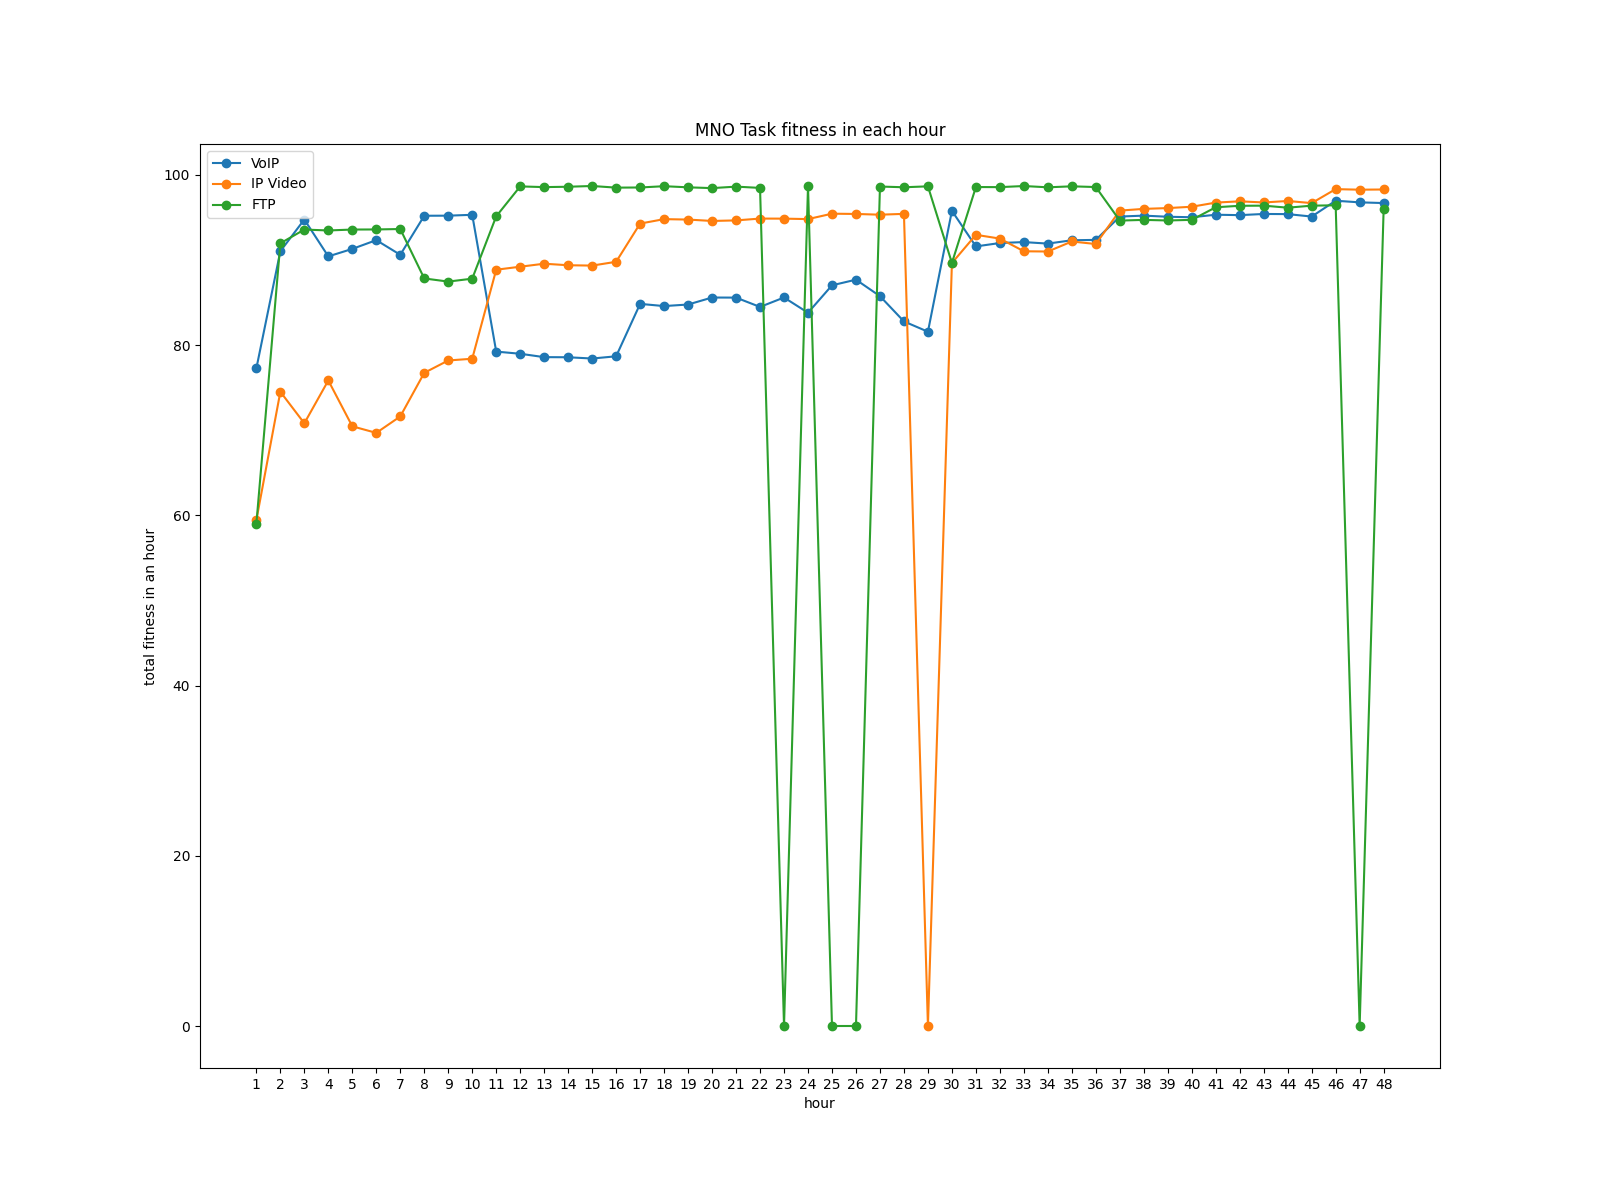 MNO Task fitness in each hour
VoIP
IP Video
FTP
100
80
60
40
20
0
total fitness in an hour
1 2 3 4 5 6 7 8 9 10 11 12 13 14 15 16 17 18 19 20 21 22 23 24 25 26 27 28 29 30 31 32 33 34 35 36 37 38 39 40 41 42 43 44 45 46 47 48
hour